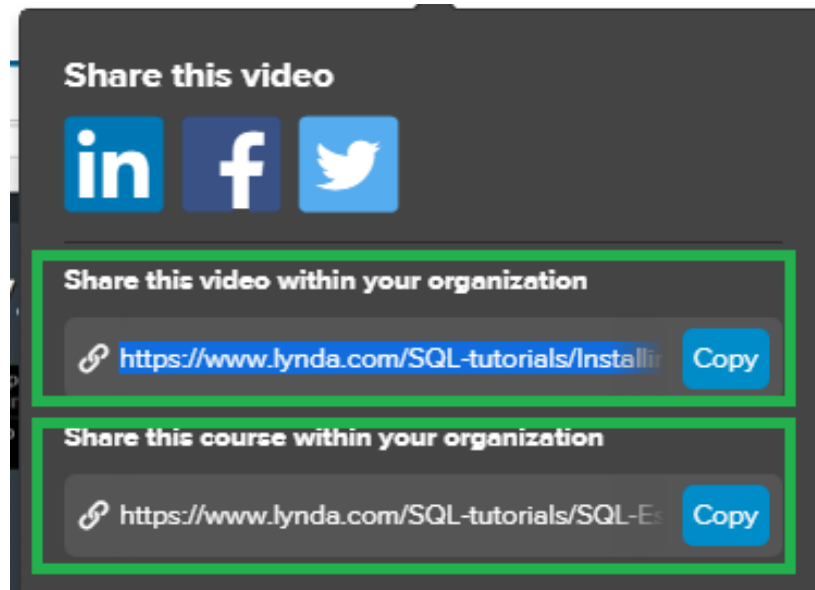 Share this video
in f
Share this video within your organization
https://www.lynda.com/SQL-tutorials/Installin Copy
Share this course within your organization
https://www.lynda.com/SQL-tutorials/SQL-Es Copy